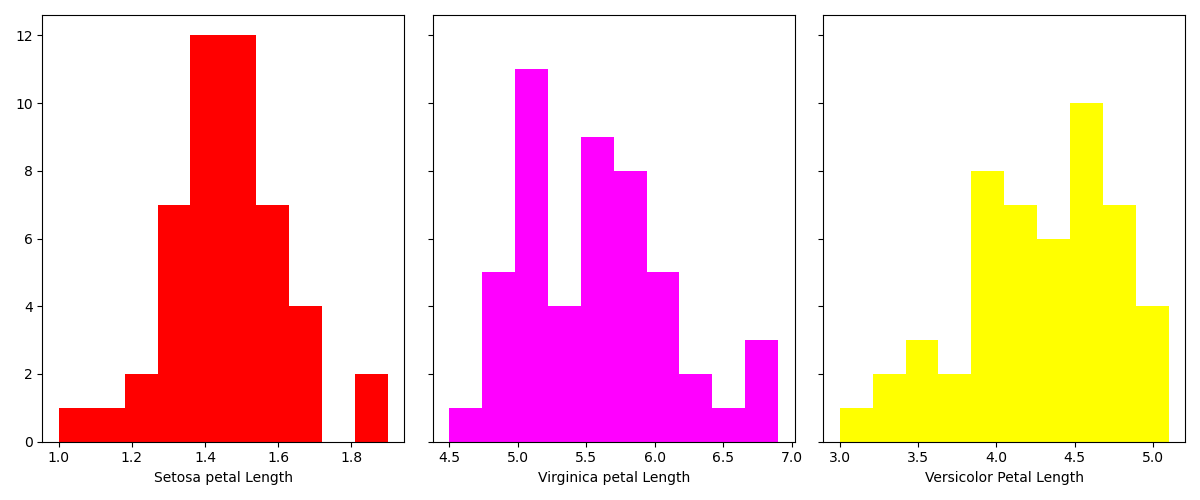 12
10
8
6
4
2
0
1.0 1.2 1.4 1.6 1.8
Setosa petal Length
4.5 5.0 5.5 6.0 6.5 7.0
Virginica petal Length
3.0 3.5 4.0 4.5 5.0
Versicolor Petal Length